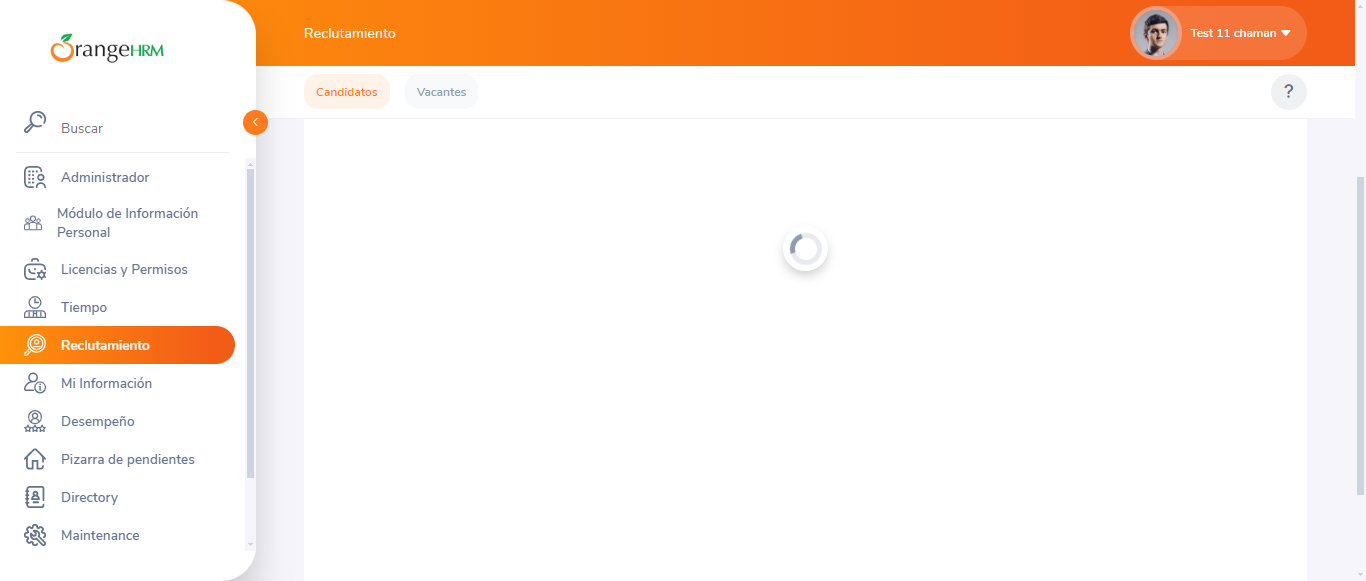 OrangeHRM
Reclutamiento
Test 11 chaman
Candidatos
Vacantes
?
Buscar
Administrador
Módulo de Información
Personal
Licencias y Permisos
Tiempo
Reclutamiento
Mi Información
Desempeño
Pizarra de pendientes
Directory
Maintenance